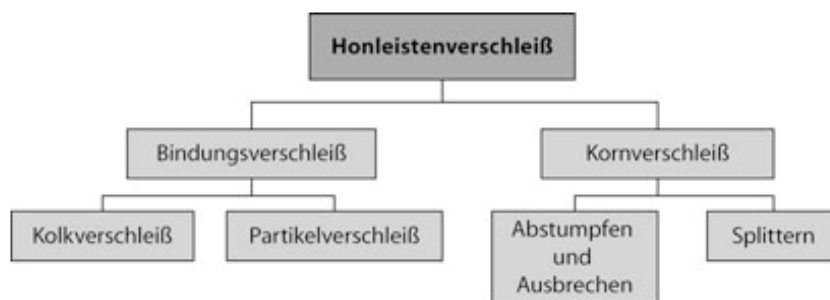 Honleistenverschleiß
Bindungsverschleiß
Kornverschleiß
Kolkverschleiß
Partikelverschleiß
Abstumpfen
und
Ausbrechen
Splittern